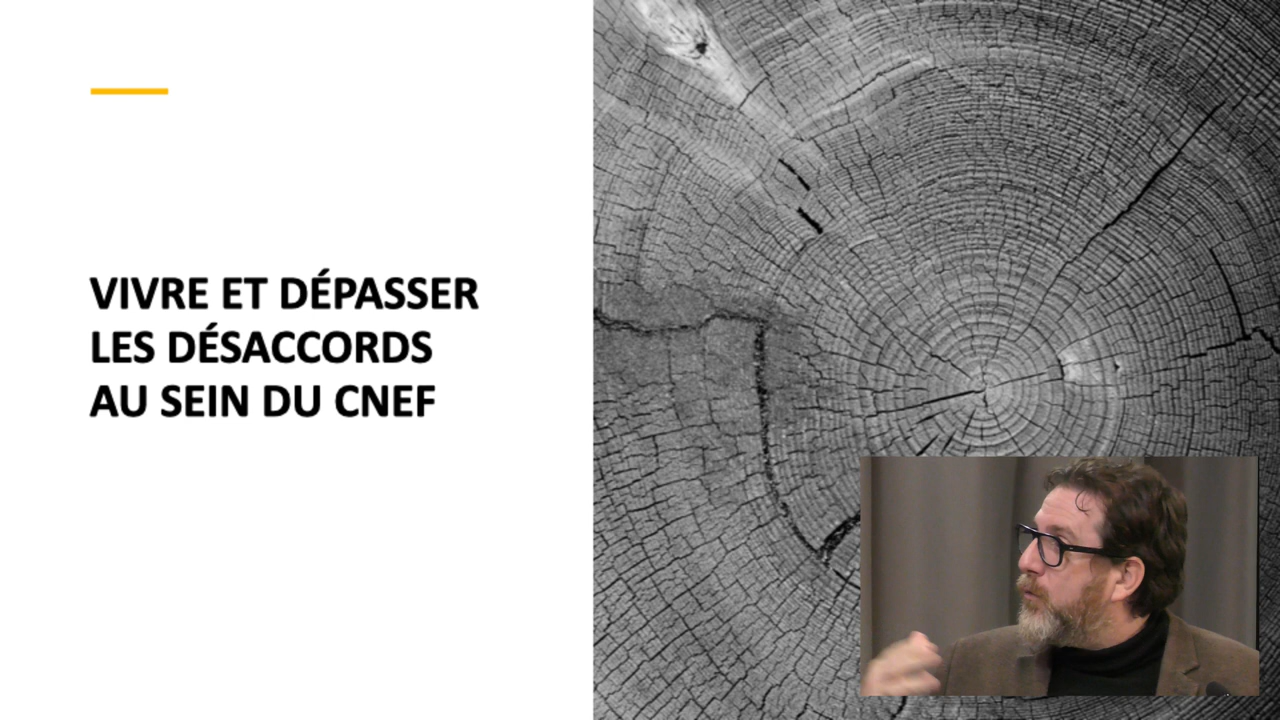 VIVRE ET DÉPASSER
LES DÉSACCORDS
AU SEIN DU CNEF